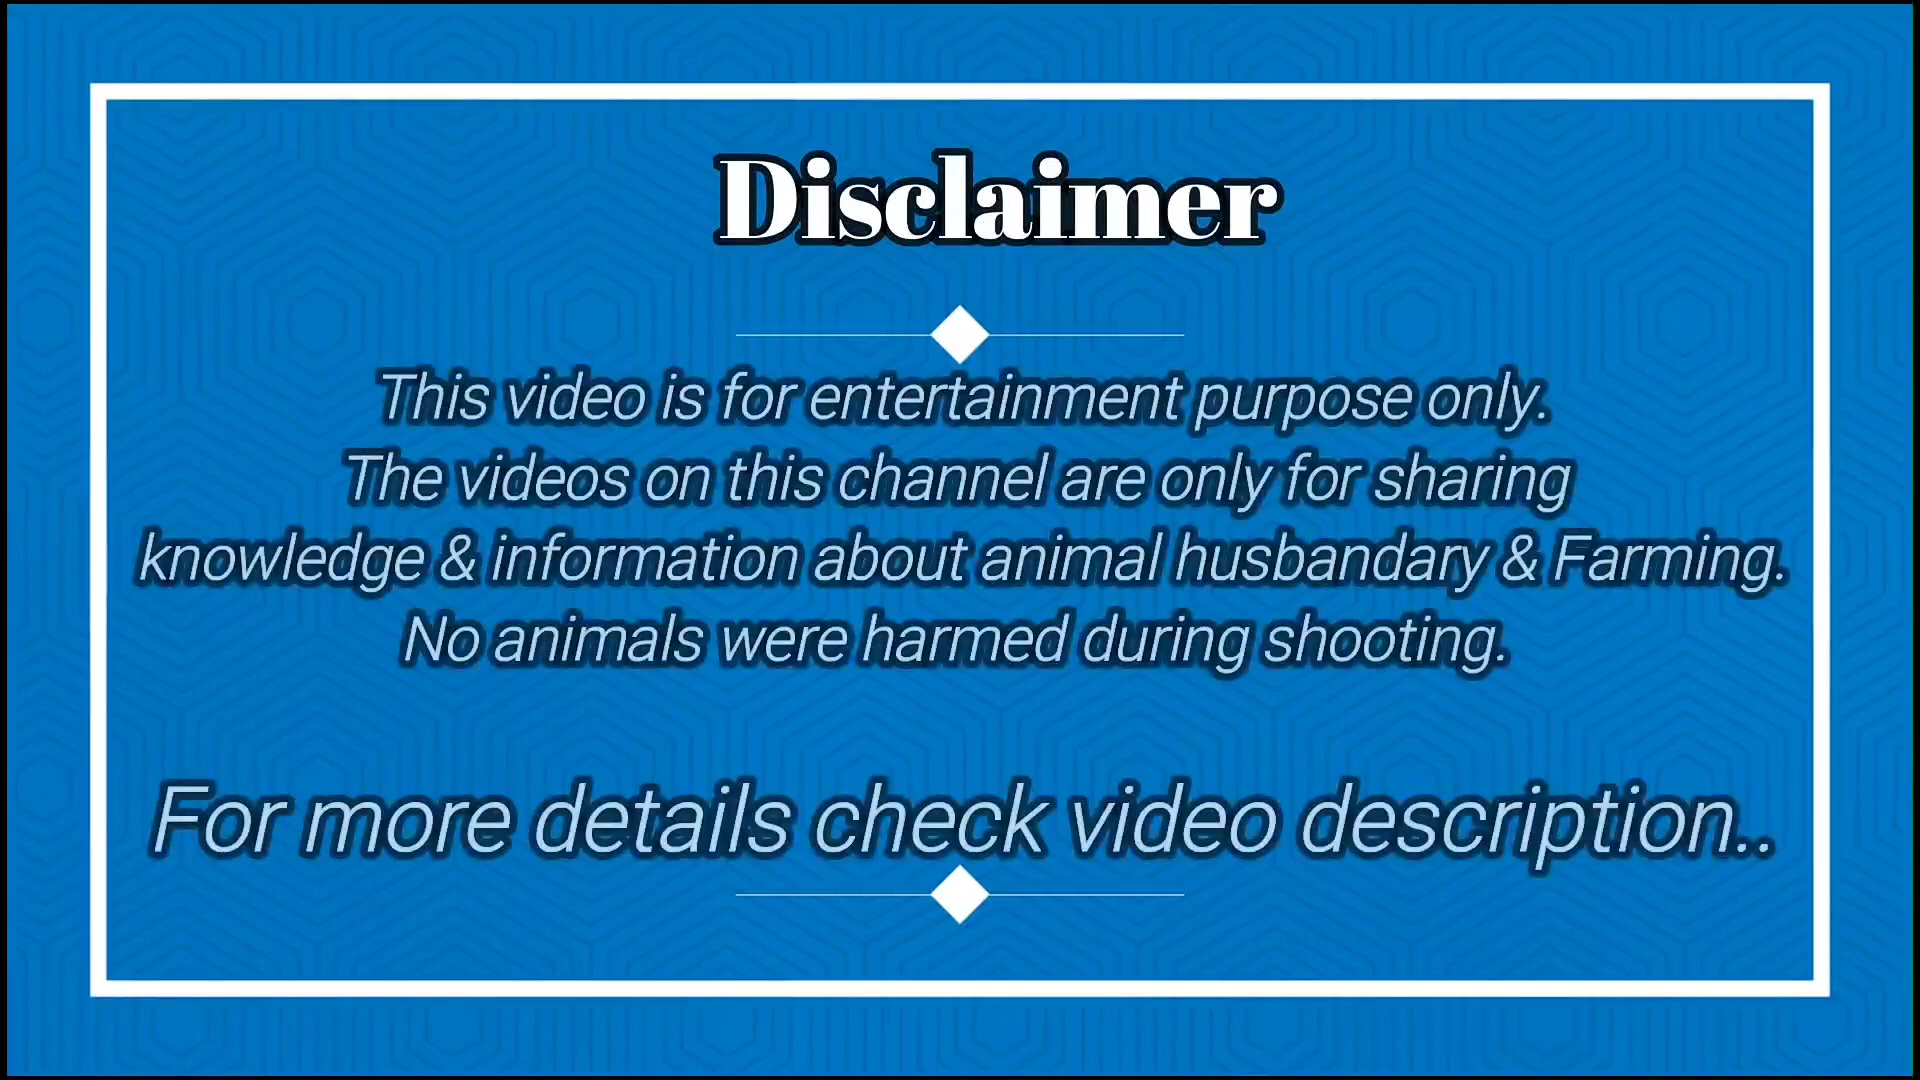 Disclaimer
This video is for entertainment purpose only.
The videos on this channel are only for sharing
knowledge & information about animal husbandary & Farming.
No animals were harmed during shooting.
For more details check video description..